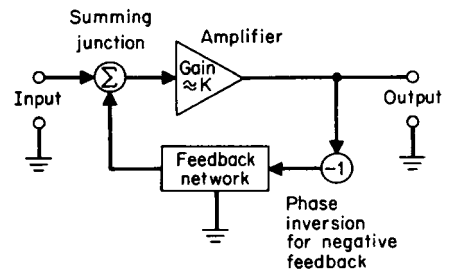 Summing
junction
Amplifier
Σ
Gain
≈K
Input
Output
Feedback
network
-1
Phase
inversion
for negative
feedback